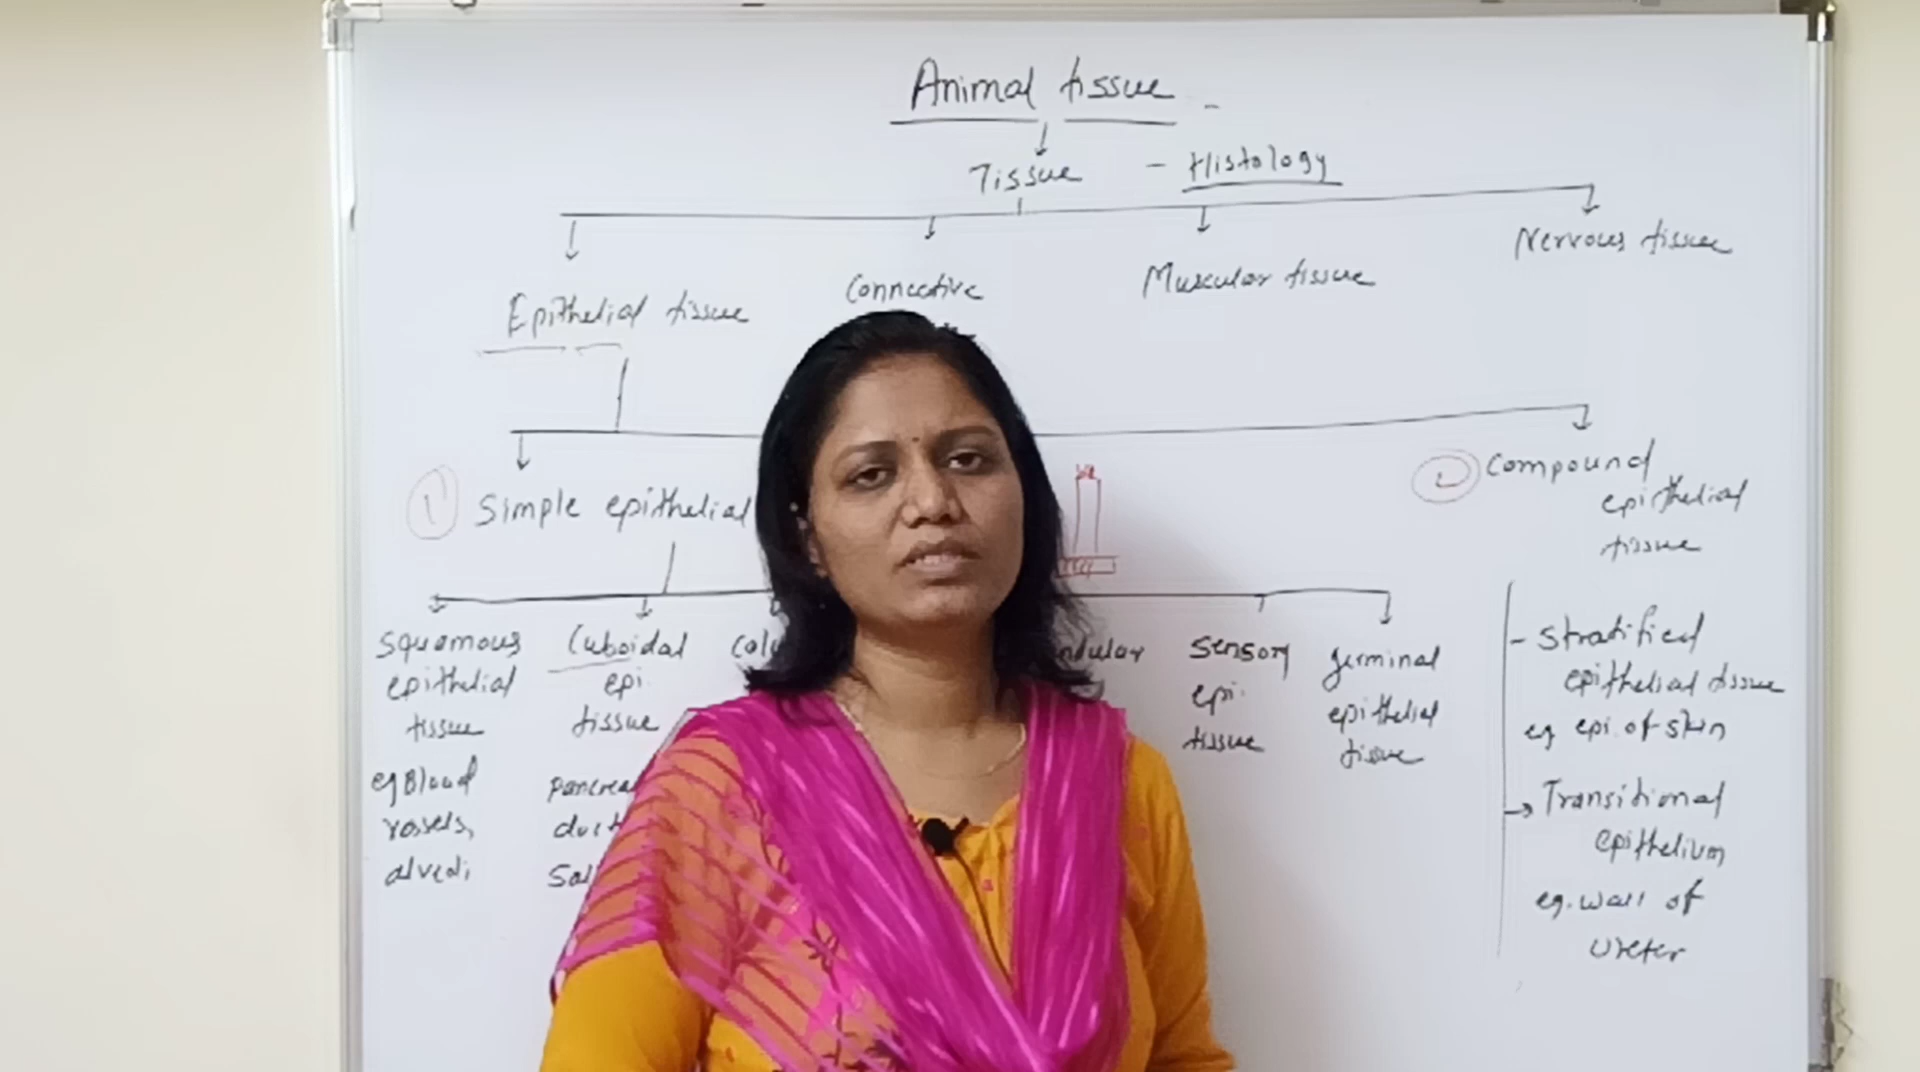 Animal tissue
Tissue - Histology
Epithelial tissue
Connective
Muscular tissue
Nervous tissue
1 Simple epithelial
2 Compound
epithelial
tissue
Squamous
epithelial
tissue
eg Blood
vessels,
alveoli
Cuboidal
epi.
tissue
duct
Sensory
epi.
tissue
germinal
epithelial
tissue
- Stratified
epithelial tissue
eg epi. of skin
Transitional
epithelium
eg. wall of
ureter